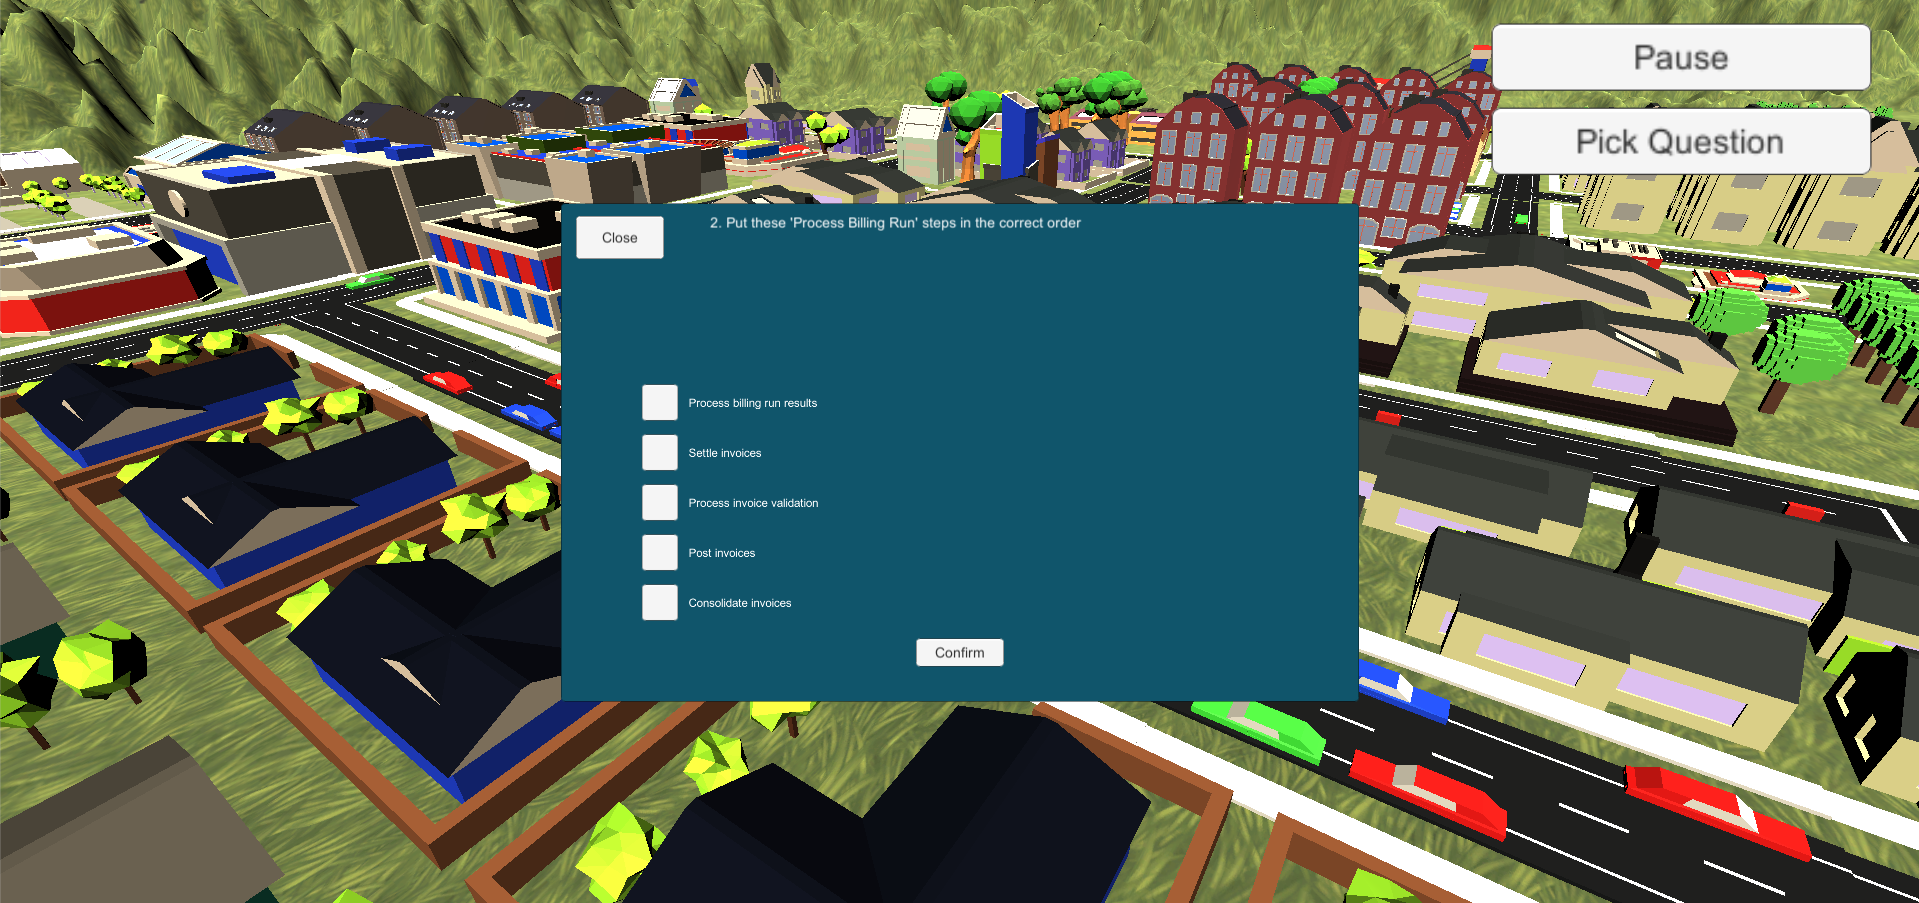 Pause
Pick Question
Close
2. Put these 'Process Billing Run' steps in the correct order
Process billing run results
Settle invoices
Process invoice validation
Post invoices
Consolidate invoices
Confirm